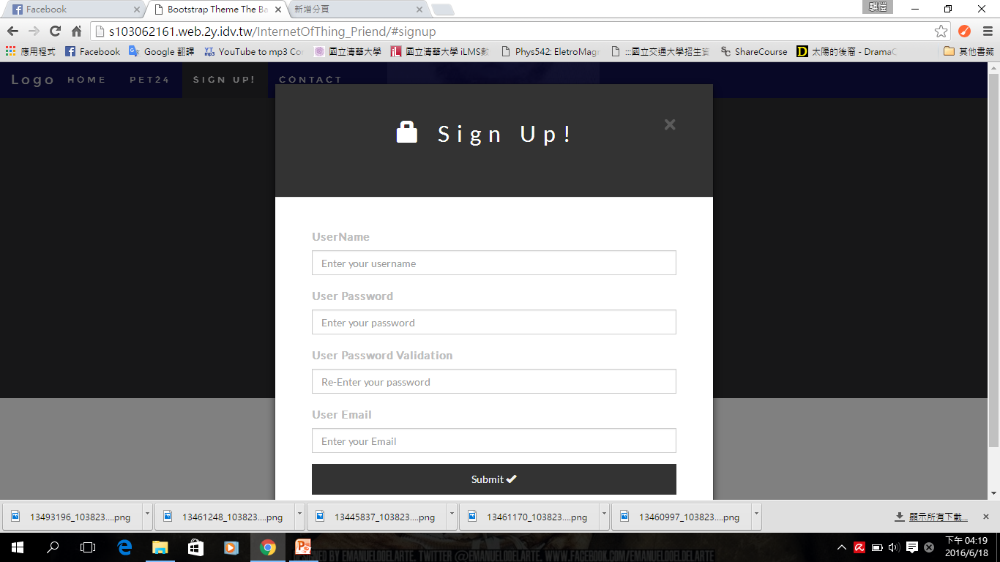 Facebook
Bootstrap Theme The Ba
新增分頁
s103062161.web.2y.idv.tw/InternetOfThing_Priend/#signup
應用程式 Facebook Google 翻譯 YouTube to mp3 Con 國立清華大學 國立清華大學 iLMS數 Phys542: EletroMagn :::國立交通大學招生資 ShareCourse 太陽的後裔 - DramaQ 其他書籤
Logo HOME PET24 SIGN UP! CONTACT
Sign Up!
UserName
Enter your username
User Password
Enter your password
User Password Validation
Re-Enter your password
User Email
Enter your Email
Submit
13493196_103823....png 13461248_103823....png 13445837_103823....png 13461170_103823....png 13460997_103823....png 顯示所有下載...
BY EMANUELODELARTE. TWITTER @EMANUELODELARTE. WWW.FACEBOOK.COM/EMANUELODELARTE
下午 04:19
2016/6/18